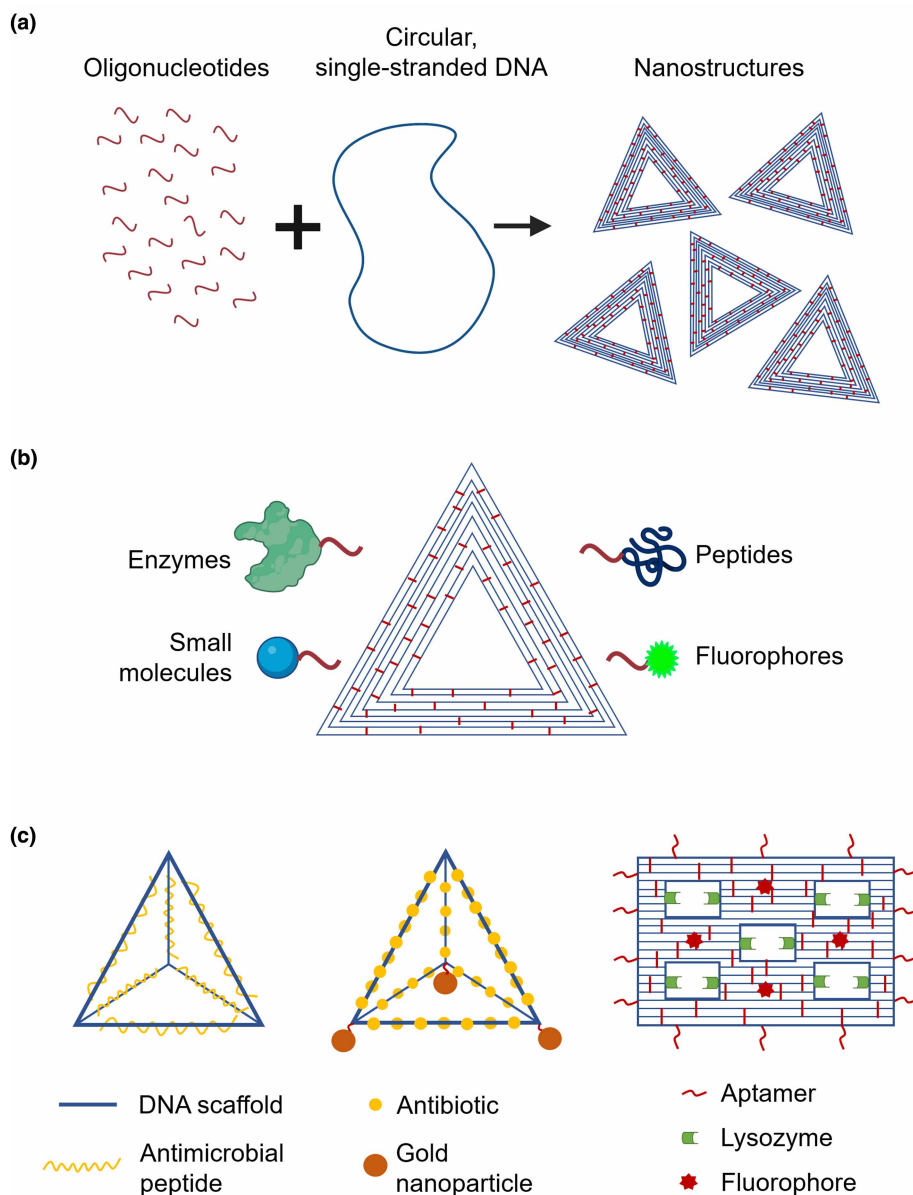 (a)
Oligonucleotides
Circular,
single-stranded DNA
Nanostructures
(b)
Enzymes
Small
molecules
Peptides
Fluorophores
(c)
DNA scaffold
Antimicrobial
peptide
Antibiotic
Gold
nanoparticle
Aptamer
Lysozyme
Fluorophore